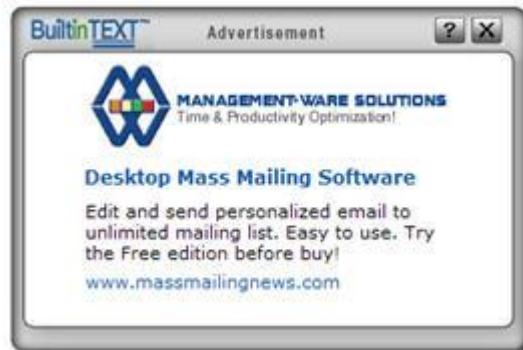 BuiltinTEXT™ Advertisement ? X
MANAGEMENT-WARE SOLUTIONS
Time & Productivity Optimization!
Desktop Mass Mailing Software
Edit and send personalized email to
unlimited mailing list. Easy to use. Try
the Free edition before buy!
www.massmailingnews.com